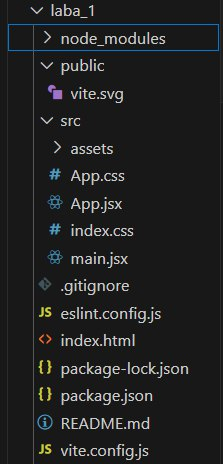 laba_1
node_modules
public
vite.svg
src
assets
# App.css
App.jsx
# index.css
main.jsx
.gitignore
JS eslint.config.js
<> index.html
{} package-lock.json
{} package.json
README.md
JS vite.config.js